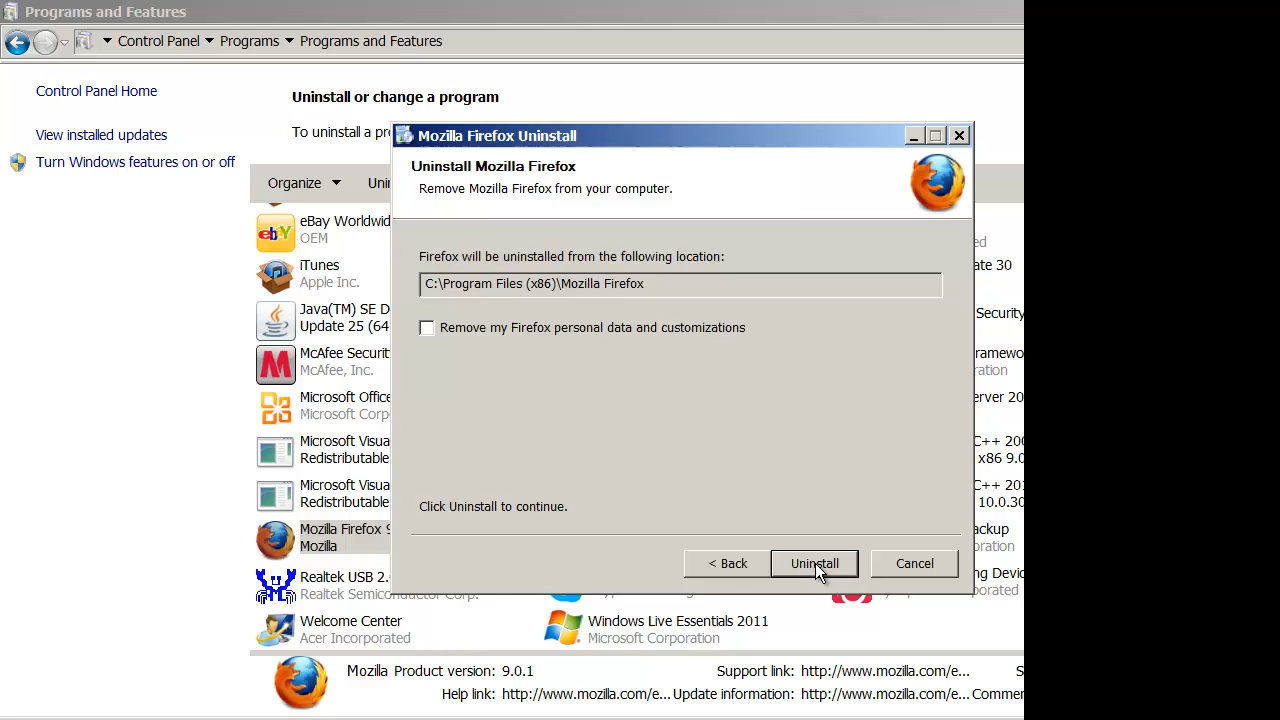 Programs and Features
Control Panel Programs Programs and Features
Control Panel Home
View installed updates
Turn Windows features on or off
Uninstall or change a program
To uninstall a pr
Organize Unin
eBay Worldwid
OEM
iTunes
Apple Inc.
Java(TM) SE D
Update 25 (64
McAfee Securit
McAfee, Inc.
Microsoft Office
Microsoft Corp
Microsoft Visua
Redistributable
Microsoft Visua
Redistributable
Mozilla Firefox 9
Mozilla
Realtek USB 2.
Realtek Semiconductor Corp.
Welcome Center
Acer Incorporated
Mozilla Firefox Uninstall
Uninstall Mozilla Firefox
Remove Mozilla Firefox from your computer.
Firefox will be uninstalled from the following location:
C:\Program Files (x86)\Mozilla Firefox
Remove my Firefox personal data and customizations
Click Uninstall to continue.
< Back Uninstall Cancel
ed
ate 30
Security
ramewo
ration
erver 20
C++ 200
x86 9.0
C++ 201
10.0.30
ackup
oration
ng Devic
orated
Windows Live Essentials 2011
Microsoft Corporation
Mozilla Product version: 9.0.1 Support link: http://www.mozilla.com/e... S
Help link: http://www.mozilla.com/e... Update information: http://www.mozilla.com/e... Commen